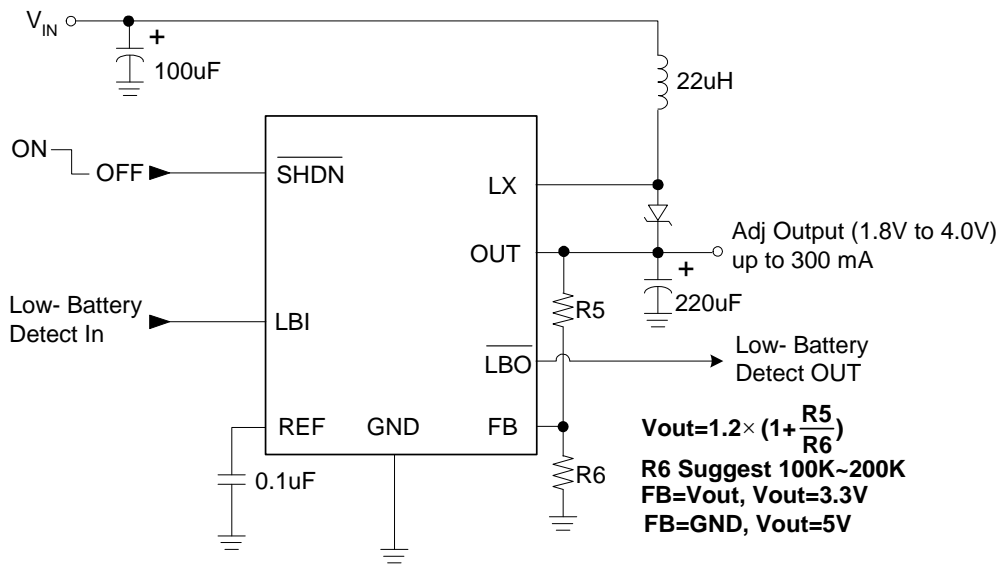 VIN
100uF
22uH
ON
OFF
SHDN
LX
Adj Output (1.8V to 4.0V)
up to 300 mA
OUT
220uF
R5
Low- Battery
Detect In
LBI
LBO
Low- Battery
Detect OUT
REF
GND
FB
0.1uF
R6
Vout=1.2× (1+R5/R6)
R6 Suggest 100K~200K
FB=Vout, Vout=3.3V
FB=GND, Vout=5V